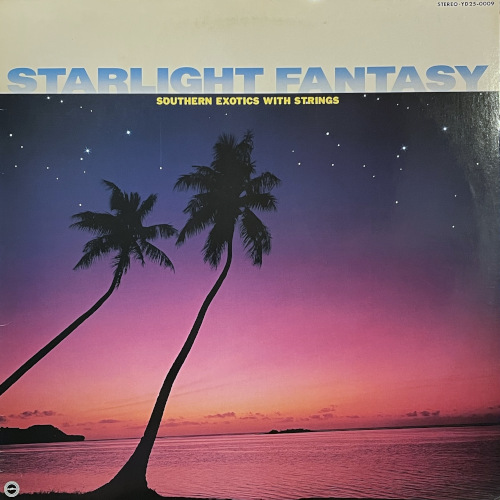 STEREO-YD25-0009
STARLIGHT FANTASY
SOUTHERN EXOTICS WITH STRINGS